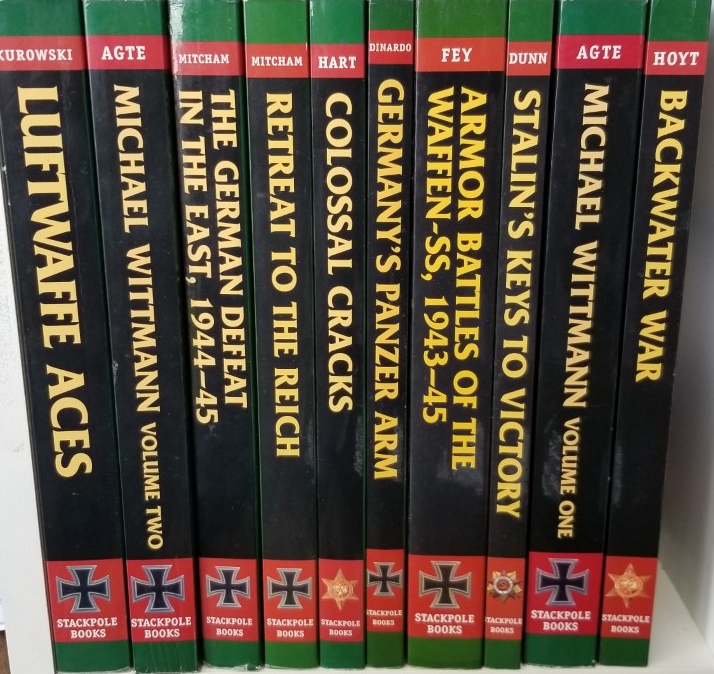 KUROWSKI
LUFTWAFFE ACES
STACKPOLE
BOOKS
AGTE
MICHAEL WITTMANN VOLUME TWO
STACKPOLE
BOOKS
MITCHAM
THE GERMAN DEFEAT
IN THE EAST, 1944–45
STACKPOLE
BOOKS
MITCHAM
RETREAT TO THE REICH
STACKPOLE
BOOKS
HART
COLOSSAL CRACKS
STACKPOLE
BOOKS
DINARDO
GERMANY'S PANZER ARM
STACKPOLE
BOOKS
FEY
ARMOR BATTLES OF THE
WAFFEN-SS, 1943–45
STACKPOLE
BOOKS
DUNN
STALIN'S KEYS TO VICTORY
STACKPOLE
BOOKS
AGTE
MICHAEL WITTMANN VOLUME ONE
STACKPOLE
BOOKS
HOYT
BACKWATER WAR
STACKPOLE
BOOKS